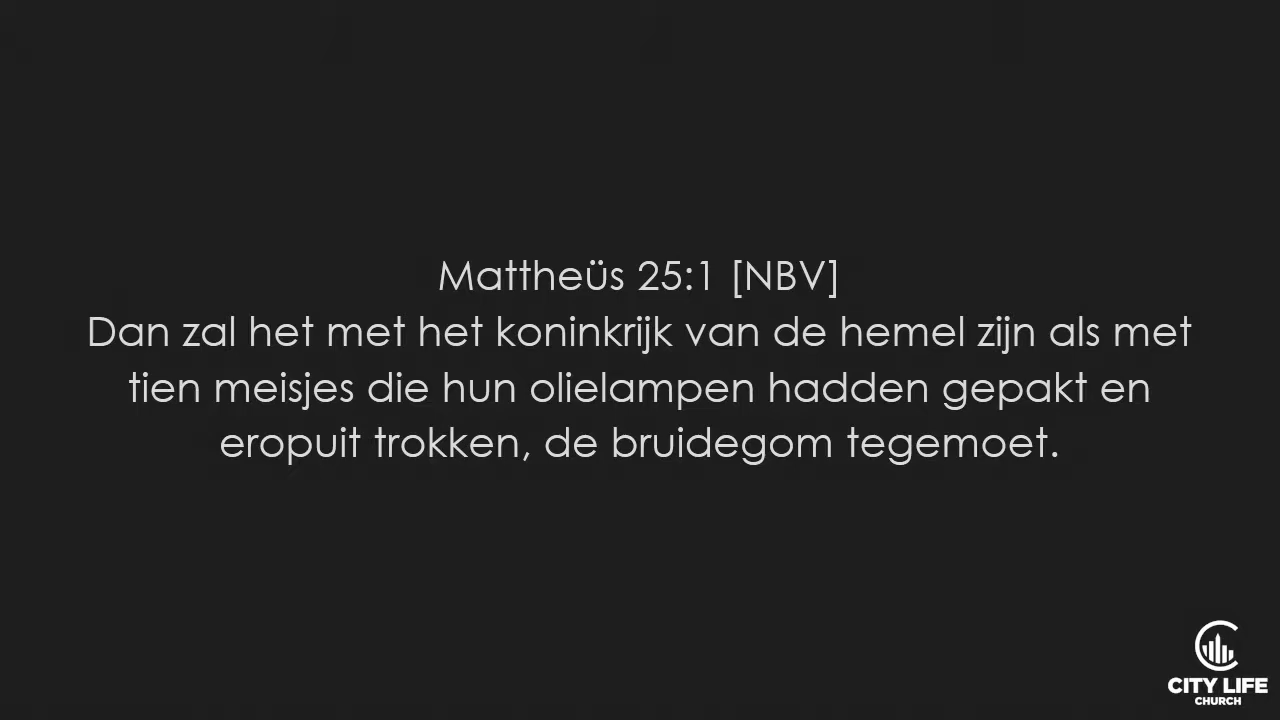 Mattheüs 25:1 [NBV]
Dan zal het met het koninkrijk van de hemel zijn als met
tien meisjes die hun olielampen hadden gepakt en
eropuit trokken, de bruidegom tegemoet.
CITY LIFE
CHURCH